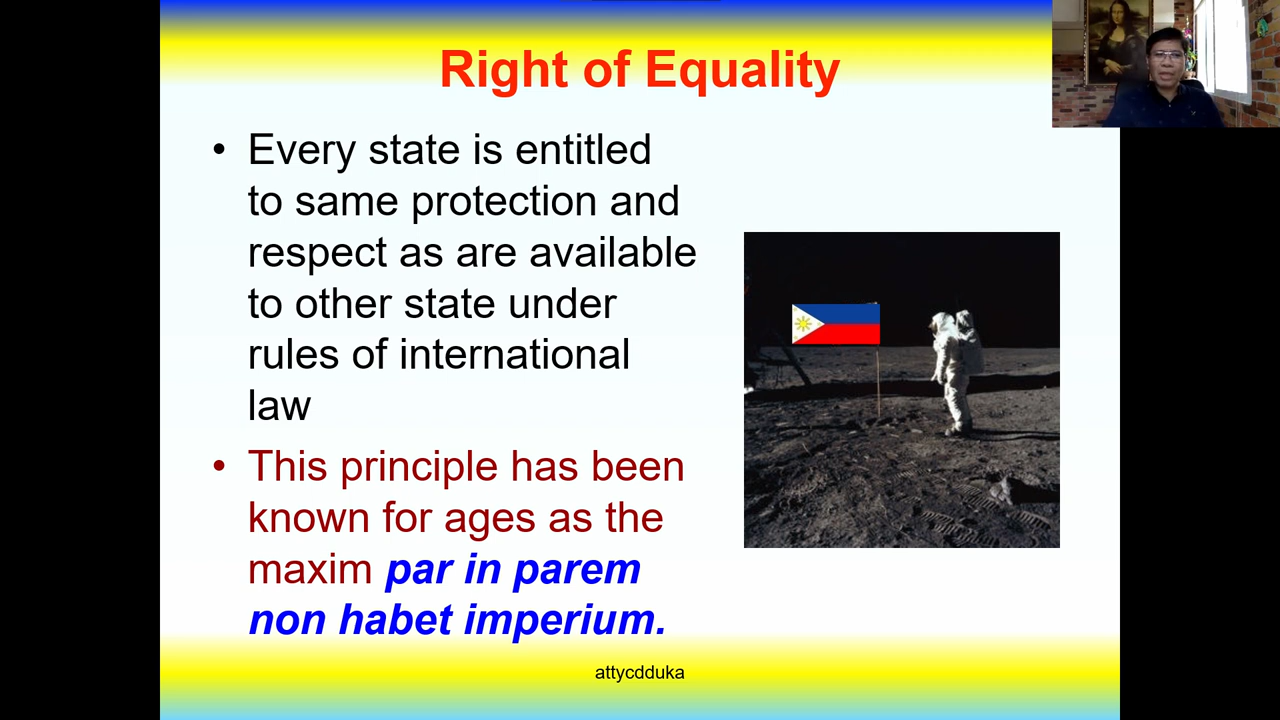 Right of Equality
• Every state is entitled
to same protection and
respect as are available
to other state under
rules of international
law
• This principle has been
known for ages as the
maxim par in parem
non habet imperium.
attycdduka